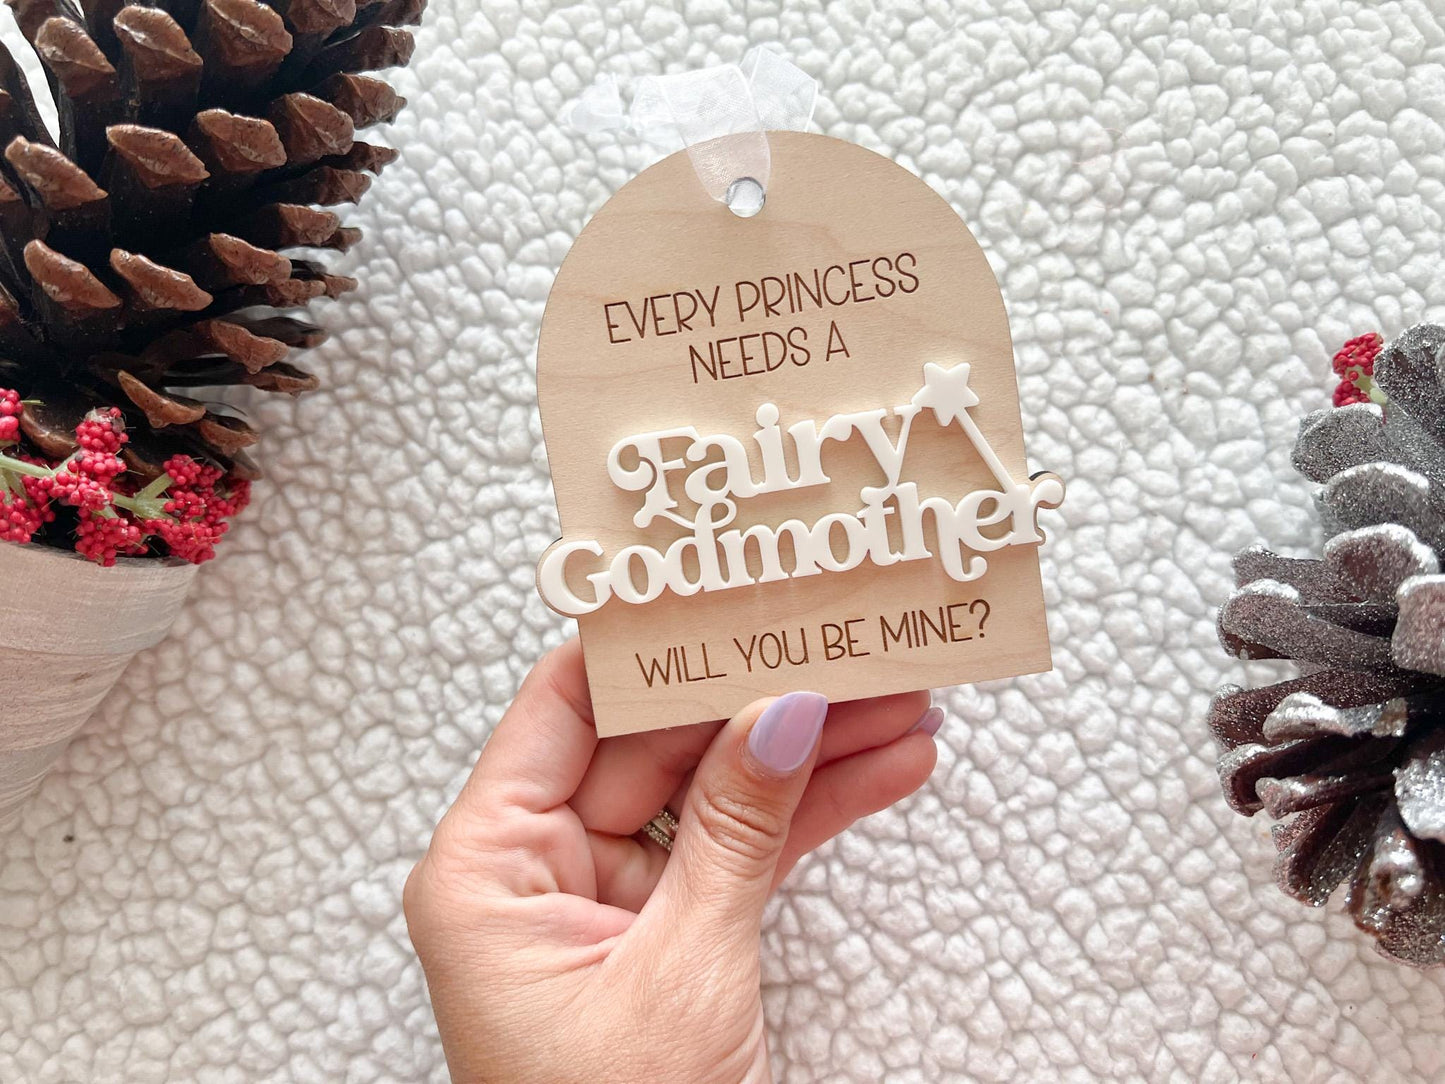 EVERY PRINCESS
NEEDS A
Fairy
Godmother
WILL YOU BE MINE?